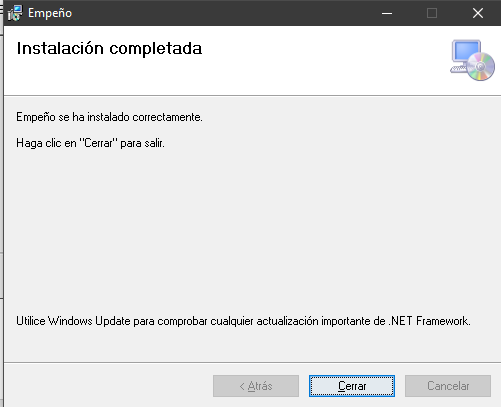 Empeño
Instalación completada
Empeño se ha instalado correctamente.
Haga clic en "Cerrar" para salir.
Utilice Windows Update para comprobar cualquier actualización importante de .NET Framework.
< Atrás
Cerrar
Cancelar